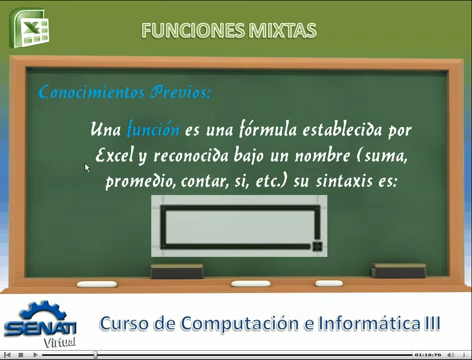 FUNCIONES MIXTAS
Conocimientos Previos:
Una función es una fórmula establecida por
Excel y reconocida bajo un nombre (suma,
promedio, contar, si, etc.) su sintaxis es:
SENATI
Virtual
Curso de Computación e Informática III